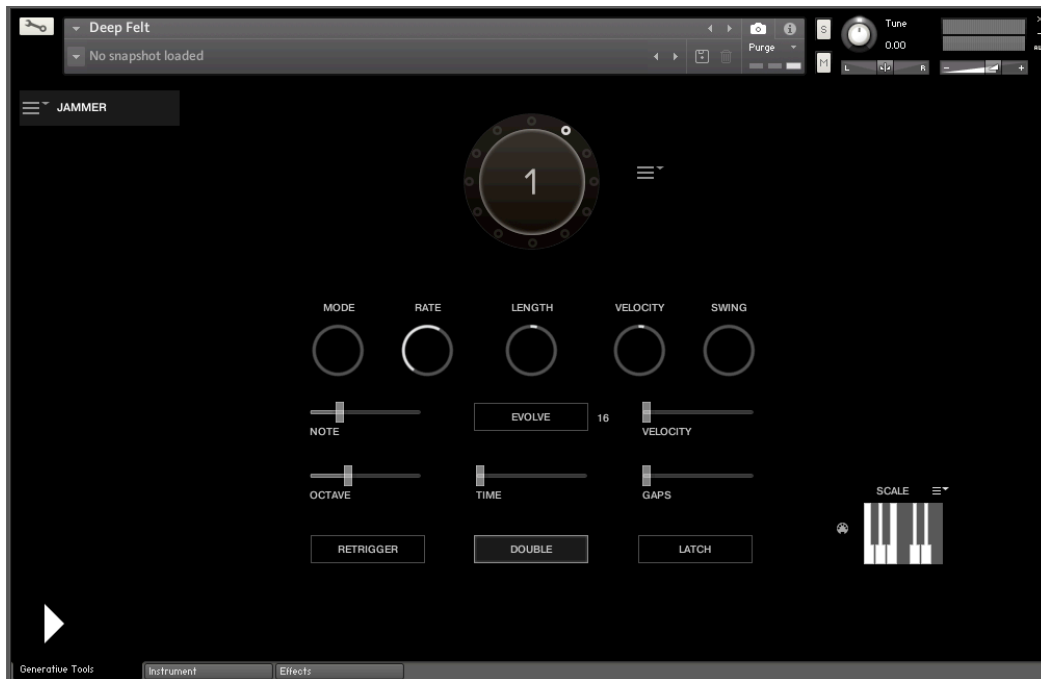 Deep Felt
No snapshot loaded
Purge
S
M
Tune
0.00
L
R
- +
JAMMER
1
MODE RATE LENGTH VELOCITY SWING
EVOLVE 16
NOTE VELOCITY
OCTAVE TIME GAPS
SCALE
RETRIGGER DOUBLE LATCH
Generative Tools Instrument Effects